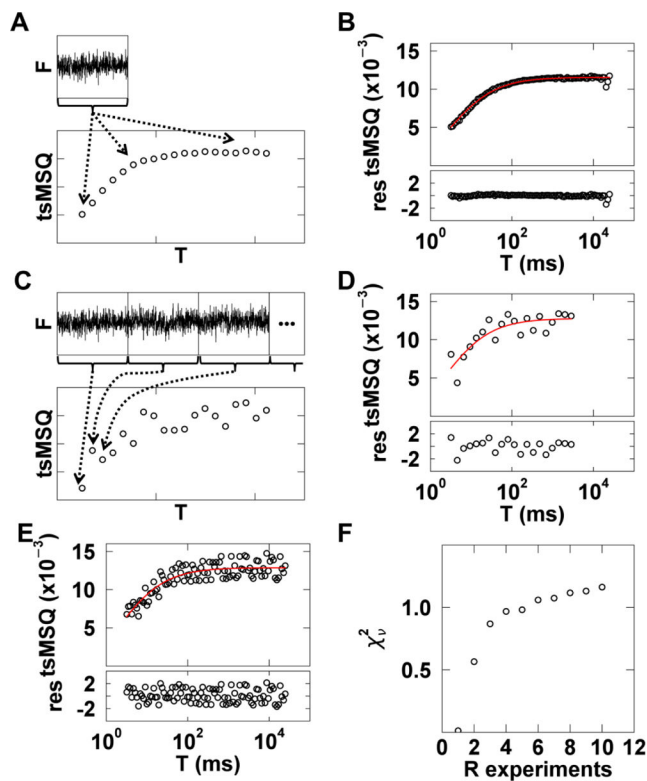 A
F
tsMSQ
T
B
tsMSQ (x10⁻³)
15
10
5
res
2
-2
10⁰ 10² 10⁴
T (ms)
C
F
•••
tsMSQ
T
D
tsMSQ (x10⁻³)
15
10
5
res
2
-2
10⁰ 10² 10⁴
T (ms)
E
tsMSQ (x10⁻³)
15
10
5
res
2
-2
10⁰ 10² 10⁴
T (ms)
F
χ²ᵥ
1.0
0.5
0 2 4 6 8 10 12
R experiments